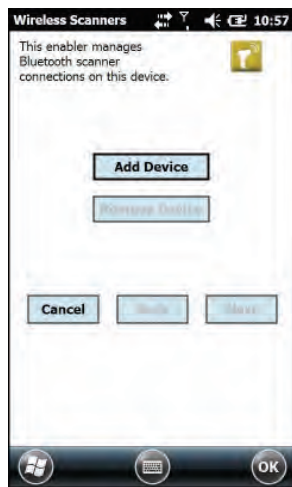 Wireless Scanners 10:57
This enabler manages
Bluetooth scanner
connections on this device.
Add Device
Remove Device
Cancel Back Next
OK